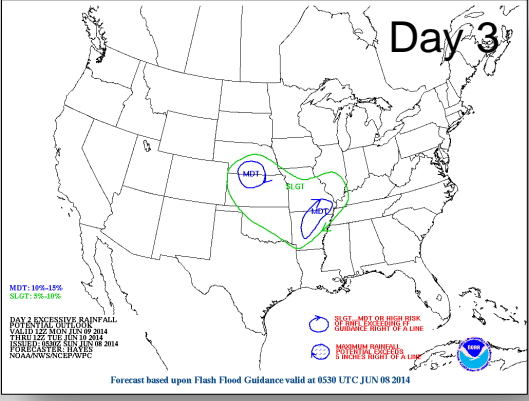 Day 3
MDT
SLGT
MDT
MDT: 10%-15%
SLGT: 5%-10%
DAY 2 EXCESSIVE RAINFALL
POTENTIAL OUTLOOK
VALID 12Z MON JUN 09 2014
THRU 12Z TUE JUN 10 2014
ISSUED: 0530Z SUN JUN 08 2014
FORECASTER: HAYES
NOAA/NWS/NCEP/WPC
SLGT...MDT OR HIGH RISK
OF RNFL EXCEEDING FF
GUIDANCE RIGHT OF A LINE
MAXIMUM RAINFALL
POTENTIAL EXCEEDS
5 INCHES RIGHT OF A LINE
noaa
Forecast based upon Flash Flood Guidance valid at 0530 UTC JUN 08 2014